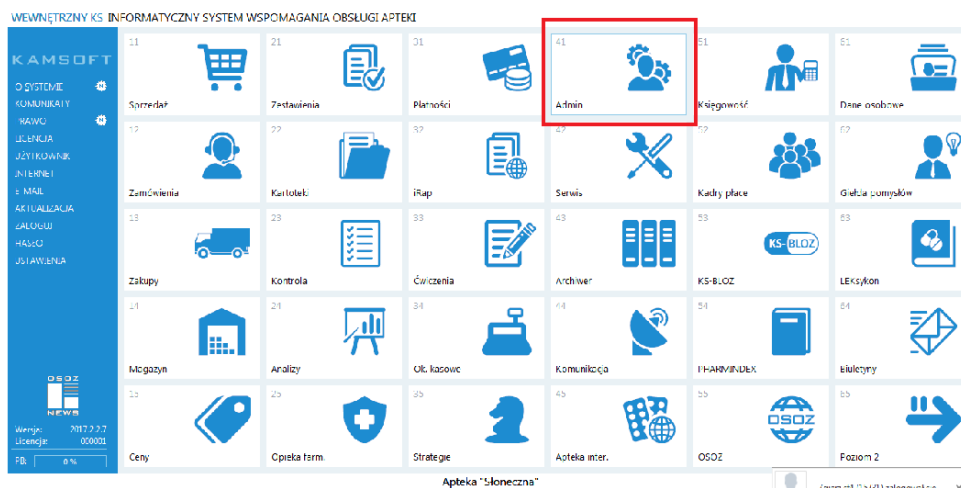 WEWNĘTRZNY KS INFORMATYCZNY SYSTEM WSPOMAGANIA OBSŁUGI APTEKI
KAMSOFT
O SYSTEMIE
KOMUNIKATY
PRAWO
LICENCJA
UŻYTKOWNIK
INTERNET
E-MAIL
AKTUALIZACJA
ZALOGUJ
HASŁO
USTAWIENIA
OSOZ
NEWS
Wersja: 2017.2.2.7
Licencja: 000001
PB: 0 %
11 21 31 41 51 61
Sprzedaż Zestawienia Płatności Admin Księgowość Dane osobowe
12 22 32 42 52 62
Zamówienia Kartoteki iRap Serwis Kadry płace Giełda pomysłów
13 23 33 43 53 63
KS-BLOZ
Zakupy Kontrola Ćwiczenia Archiwer KS-BLOZ LEKsykon
14 24 34 44 54 64
Magazyn Analizy Ok. kasowe Komunikacja PHARMINDEX Biuletyny
15 25 35 45 55 65
OSOZ
Ceny Opieka farm. Strategie Apteka inter. OSOZ Poziom 2
Apteka "Słoneczna"